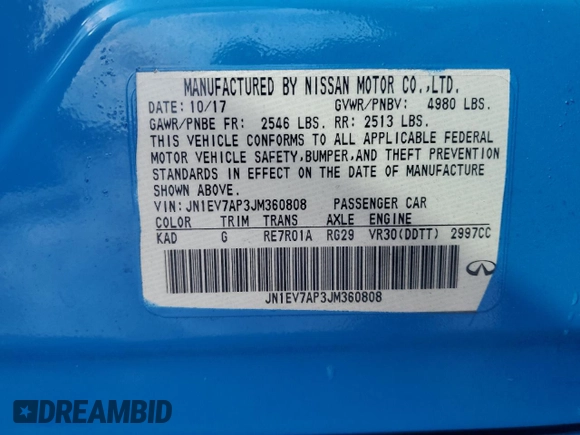 MANUFACTURED BY NISSAN MOTOR CO.,LTD.
DATE: 10/17 GVWR/PNBV: 4980 LBS.
GAWR/PNBE FR: 2546 LBS. RR: 2513 LBS.
THIS VEHICLE CONFORMS TO ALL APPLICABLE FEDERAL
MOTOR VEHICLE SAFETY,BUMPER,AND THEFT PREVENTION
STANDARDS IN EFFECT ON THE DATE OF MANUFACTURE
SHOWN ABOVE.
VIN: JN1EV7AP3JM360808 PASSENGER CAR
COLOR TRIM TRANS AXLE ENGINE
KAD G RE7R01A RG29 VR30(DDTT) 2997CC
JN1EV7AP3JM360808
DREAMBID